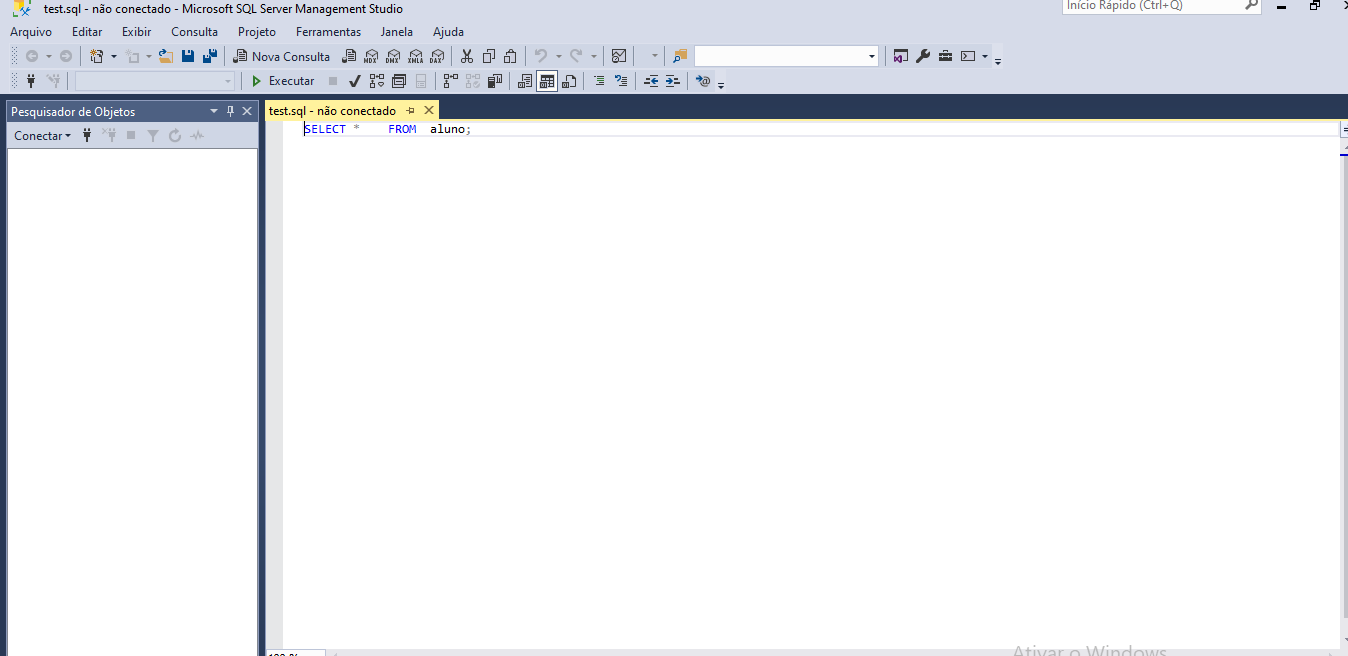 test.sql - não conectado - Microsoft SQL Server Management Studio
Início Rápido (Ctrl+Q)
Arquivo Editar Exibir Consulta Projeto Ferramentas Janela Ajuda
Nova Consulta MDX DMX XMLA DAX
Executar
Pesquisador de Objetos
test.sql - não conectado
Conectar
SELECT * FROM aluno;
Ativar o Windows